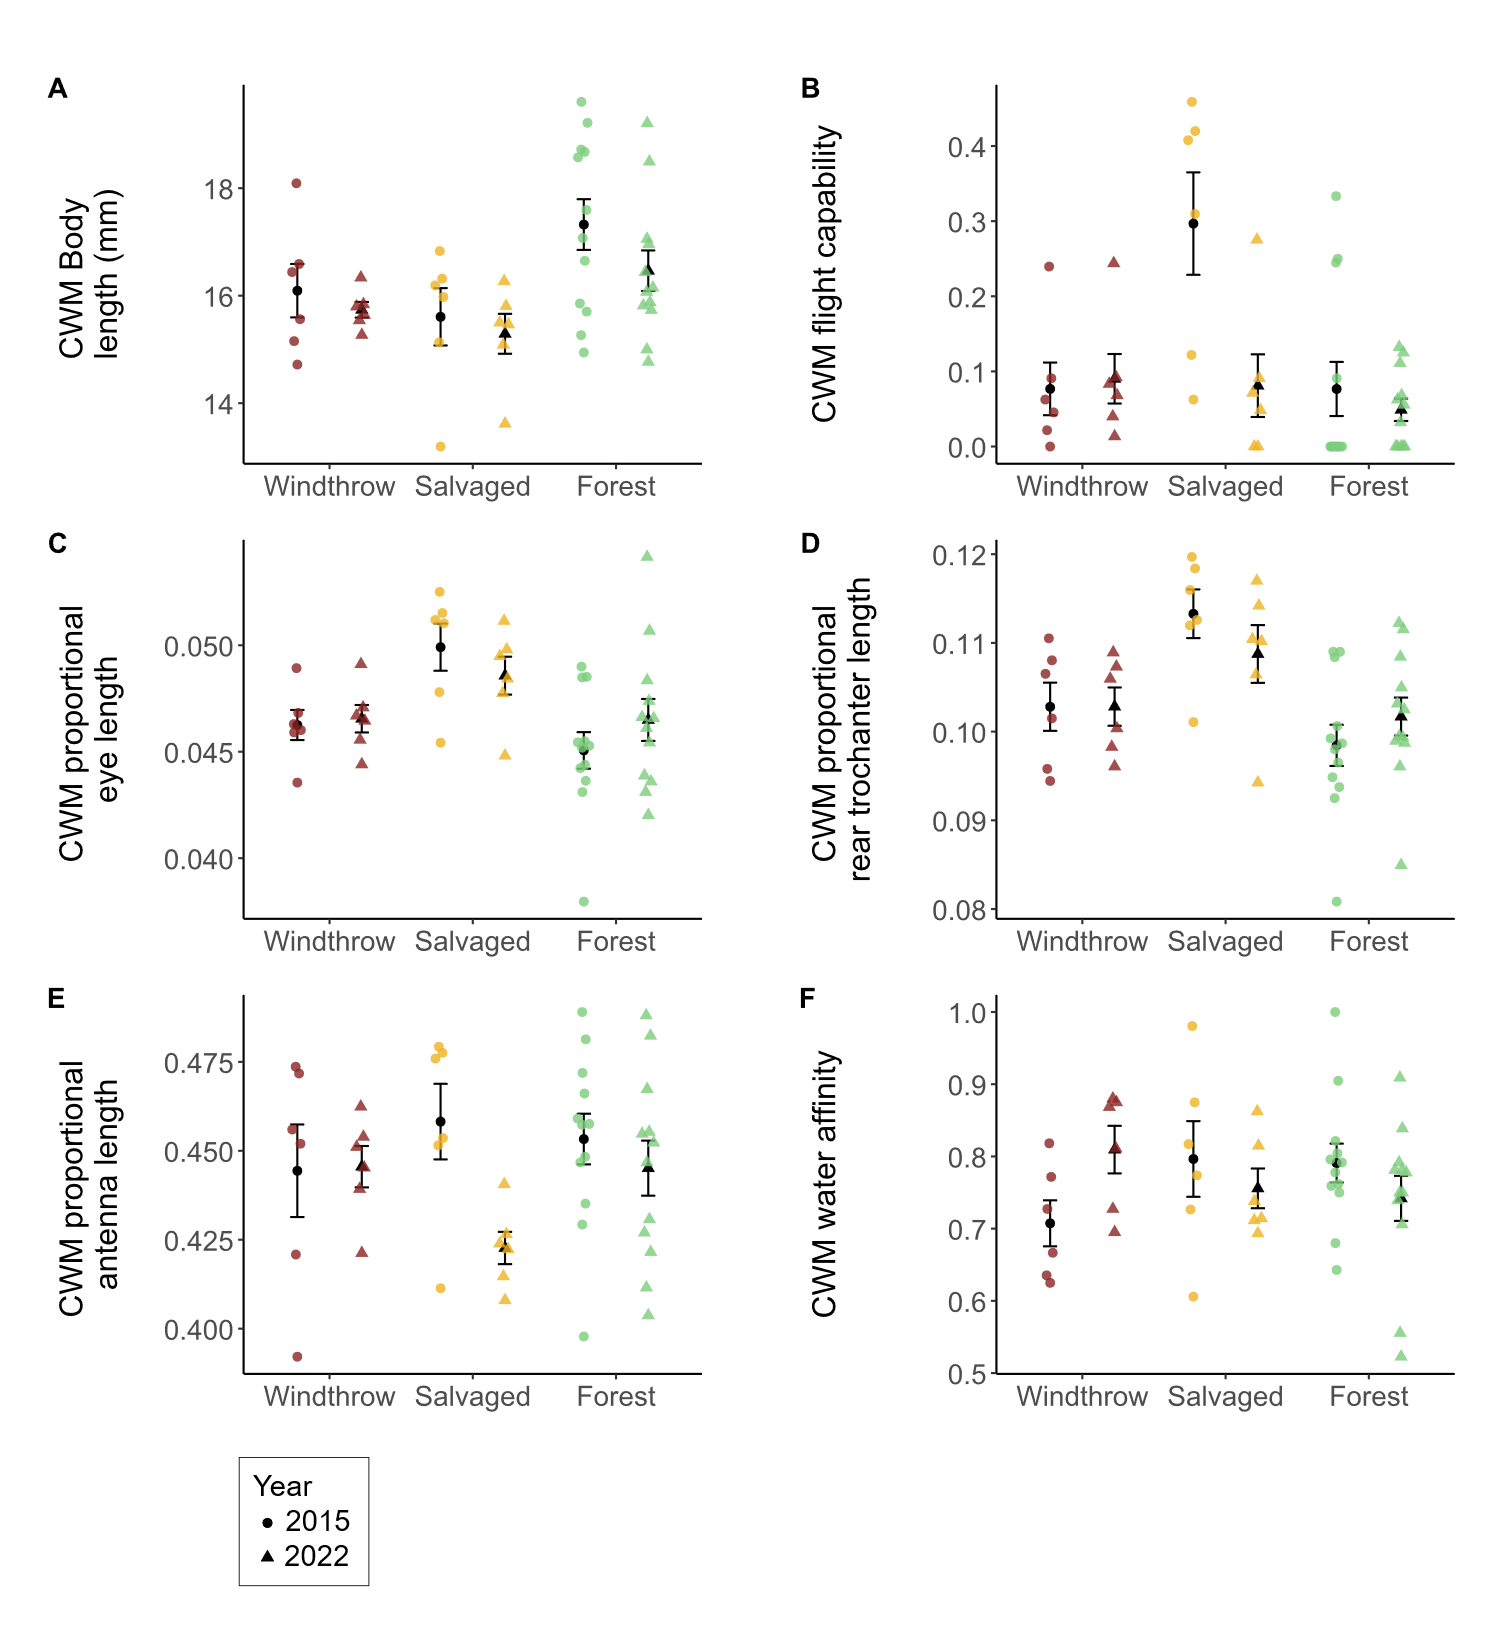 A
CWM Body
length (mm)
18
16
14
Windthrow Salvaged Forest
B
CWM flight capability
0.4
0.3
0.2
0.1
0.0
Windthrow Salvaged Forest
C
CWM proportional
eye length
0.050
0.045
0.040
Windthrow Salvaged Forest
D
CWM proportional
rear trochanter length
0.12
0.11
0.10
0.09
0.08
Windthrow Salvaged Forest
E
CWM proportional
antenna length
0.475
0.450
0.425
0.400
Windthrow Salvaged Forest
F
CWM water affinity
1.0
0.9
0.8
0.7
0.6
0.5
Windthrow Salvaged Forest
Year
2015
2022